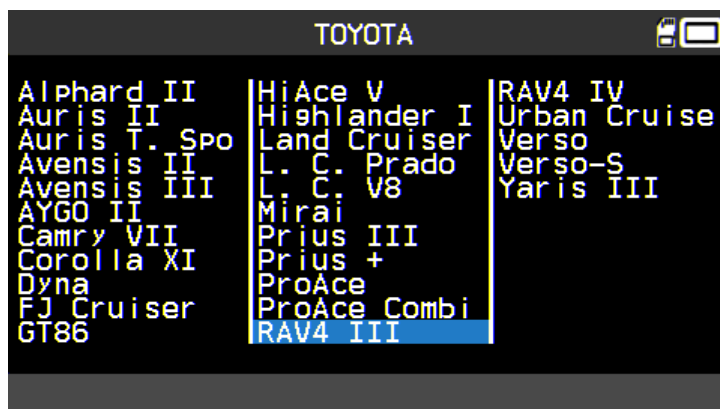 TOYOTA
Alphard II
Auris II
Auris T. Spo
Avensis II
Avensis III
AYGO II
Camry VII
Corolla XI
Dyna
FJ Cruiser
GT86
HiAce V
Highlander I
Land Cruiser
L. C. Prado
L. C. V8
Mirai
Prius III
Prius +
ProAce
ProAce Combi
RAV4 III
RAV4 IV
Urban Cruise
Verso
Verso-S
Yaris III